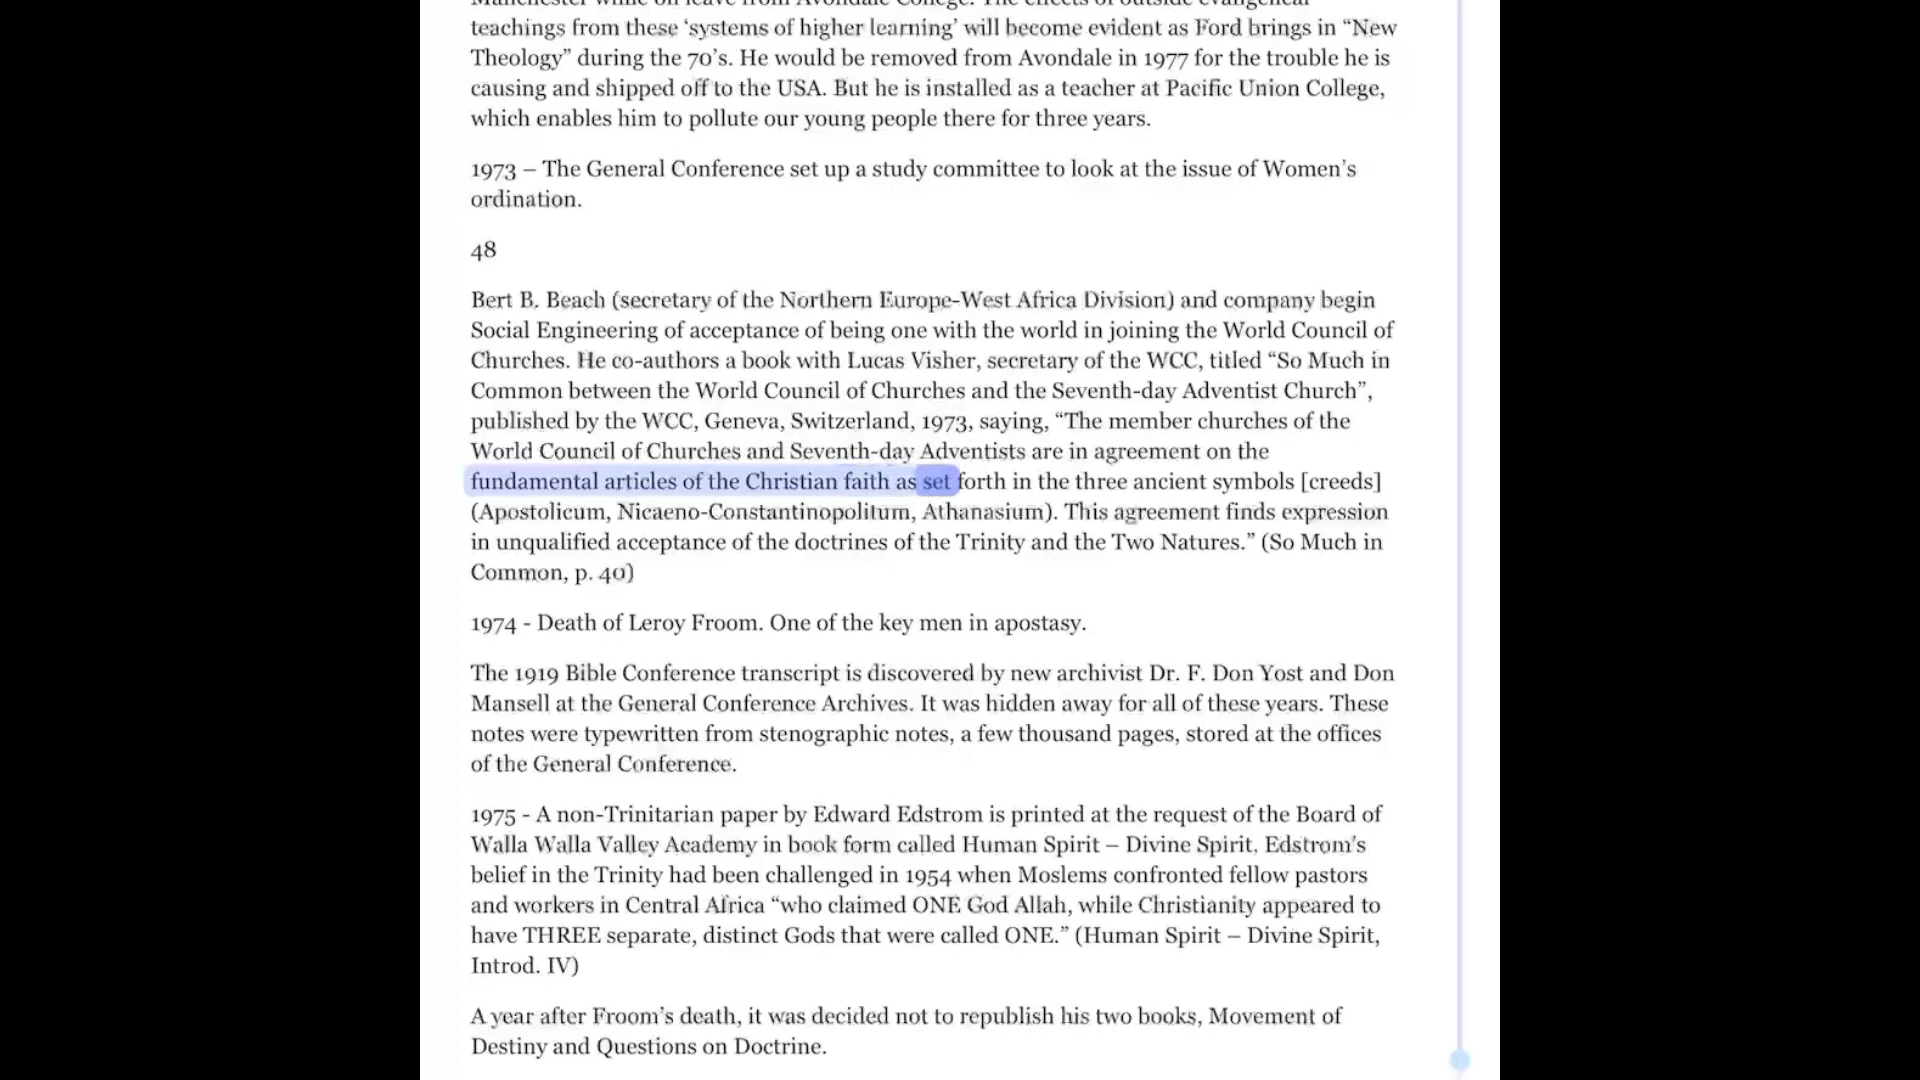 Manchester while on leave from Avondale College. The effects of outside evangelical
teachings from these ‘systems of higher learning’ will become evident as Ford brings in “New
Theology” during the 70’s. He would be removed from Avondale in 1977 for the trouble he is
causing and shipped off to the USA. But he is installed as a teacher at Pacific Union College,
which enables him to pollute our young people there for three years.
1973 – The General Conference set up a study committee to look at the issue of Women’s
ordination.
48
Bert B. Beach (secretary of the Northern Europe-West Africa Division) and company begin
Social Engineering of acceptance of being one with the world in joining the World Council of
Churches. He co-authors a book with Lucas Visher, secretary of the WCC, titled “So Much in
Common between the World Council of Churches and the Seventh-day Adventist Church”,
published by the WCC, Geneva, Switzerland, 1973, saying, “The member churches of the
World Council of Churches and Seventh-day Adventists are in agreement on the
fundamental articles of the Christian faith as set forth in the three ancient symbols [creeds]
(Apostolicum, Nicaeno-Constantinopolitum, Athanasium). This agreement finds expression
in unqualified acceptance of the doctrines of the Trinity and the Two Natures.” (So Much in
Common, p. 40)
1974 - Death of Leroy Froom. One of the key men in apostasy.
The 1919 Bible Conference transcript is discovered by new archivist Dr. F. Don Yost and Don
Mansell at the General Conference Archives. It was hidden away for all of these years. These
notes were typewritten from stenographic notes, a few thousand pages, stored at the offices
of the General Conference.
1975 - A non-Trinitarian paper by Edward Edstrom is printed at the request of the Board of
Walla Walla Valley Academy in book form called Human Spirit – Divine Spirit. Edstrom’s
belief in the Trinity had been challenged in 1954 when Moslems confronted fellow pastors
and workers in Central Africa “who claimed ONE God Allah, while Christianity appeared to
have THREE separate, distinct Gods that were called ONE.” (Human Spirit – Divine Spirit,
Introd. IV)
A year after Froom’s death, it was decided not to republish his two books, Movement of
Destiny and Questions on Doctrine.